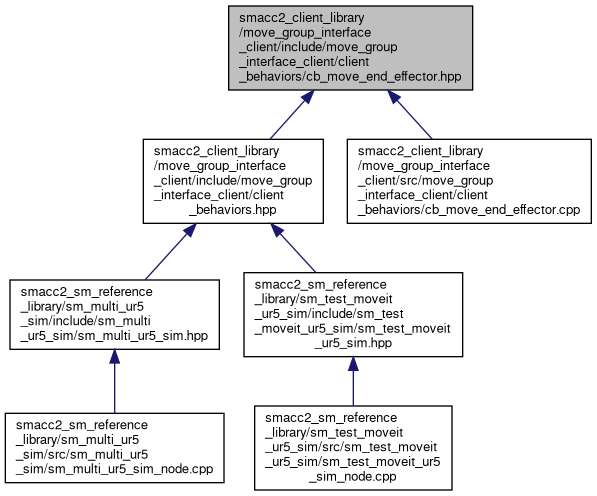 smacc2_client_library
/move_group_interface
_client/include/move_group
_interface_client/client
_behaviors/cb_move_end_effector.hpp
smacc2_client_library
/move_group_interface
_client/include/move_group
_interface_client/client
_behaviors.hpp
smacc2_client_library
/move_group_interface
_client/src/move_group
_interface_client/client
_behaviors/cb_move_end_effector.cpp
smacc2_sm_reference
_library/sm_multi_ur5
_sim/include/sm_multi
_ur5_sim/sm_multi_ur5_sim.hpp
smacc2_sm_reference
_library/sm_test_moveit
_ur5_sim/include/sm_test
_moveit_ur5_sim/sm_test_moveit
_ur5_sim.hpp
smacc2_sm_reference
_library/sm_multi_ur5
_sim/src/sm_multi_ur5
_sim/sm_multi_ur5_sim_node.cpp
smacc2_sm_reference
_library/sm_test_moveit
_ur5_sim/src/sm_test_moveit
_ur5_sim/sm_test_moveit_ur5
_sim_node.cpp